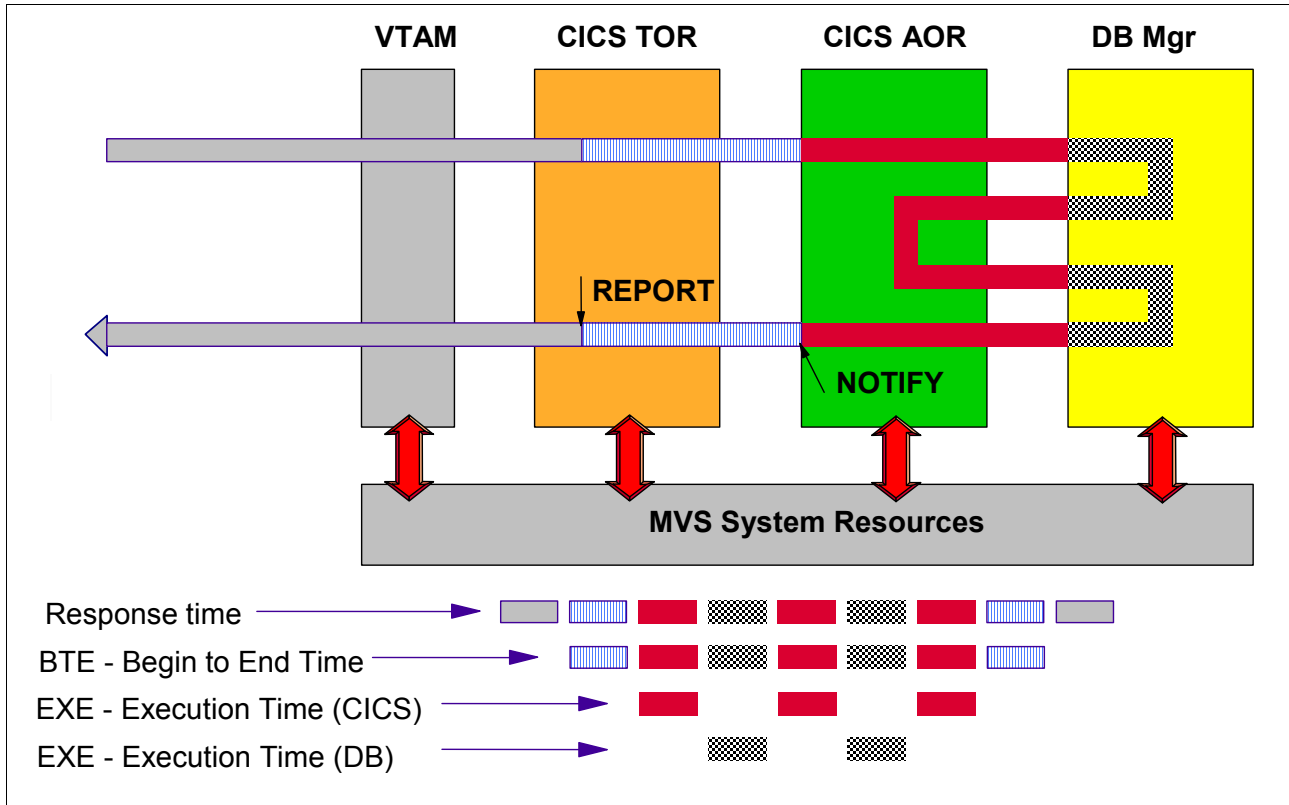 VTAM CICS TOR CICS AOR DB Mgr
REPORT
NOTIFY
MVS System Resources
Response time
BTE - Begin to End Time
EXE - Execution Time (CICS)
EXE - Execution Time (DB)